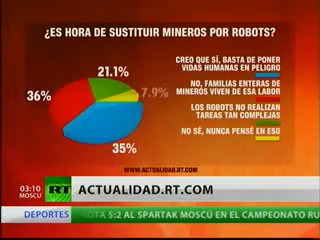 ¿ES HORA DE SUSTITUIR MINEROS POR ROBOTS?
CREO QUE SÍ, BASTA DE PONER
VIDAS HUMANAS EN PELIGRO
21.1%
7.9%
NO, FAMILIAS ENTERAS DE
MINEROS VIVEN DE ESA LABOR
36%
LOS ROBOTS NO REALIZAN
TAREAS TAN COMPLEJAS
35%
NO SÉ, NUNCA PENSÉ EN ESO
WWW.ACTUALIDAD.RT.COM
03:10
MOSCÚ
RT
ACTUALIDAD.RT.COM
DEPORTES
OTA 5:2 AL SPARTAK MOSCÚ EN EL CAMPEONATO RU